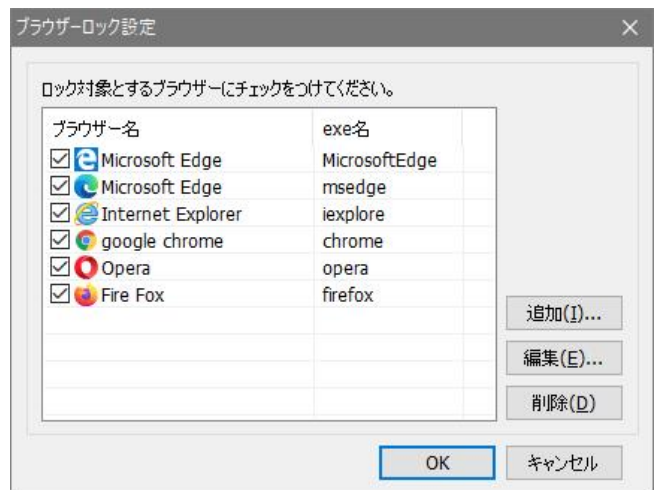 ブラウザーロック設定
ロック対象とするブラウザーにチェックをつけてください。
ブラウザー名 exe名
Microsoft Edge MicrosoftEdge
Microsoft Edge msedge
Internet Explorer iexplore
google chrome chrome
Opera opera
Fire Fox firefox
追加(I)...
編集(E)...
削除(D)
OK キャンセル